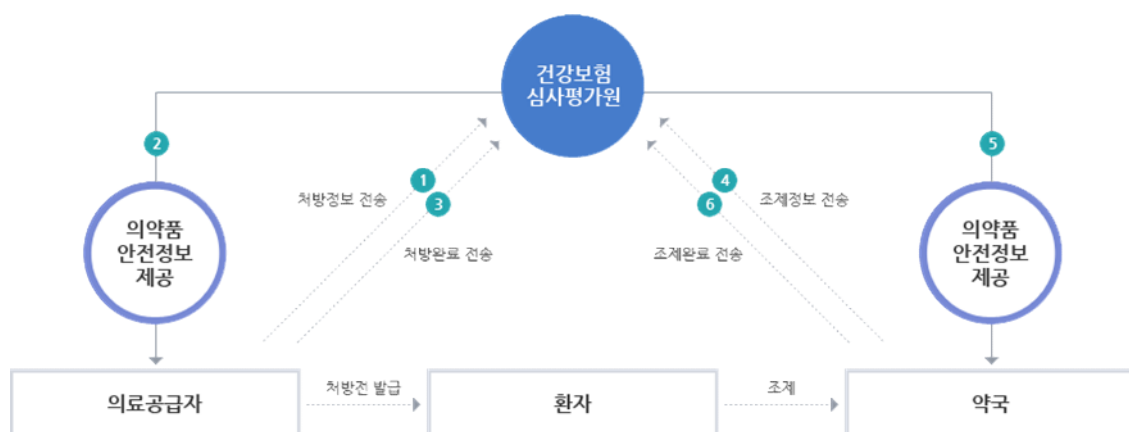 건강보험
심사평가원
2
5
1
4
처방정보 전송
3
6
조제정보 전송
의약품
안전정보
제공
처방완료 전송
조제완료 전송
의약품
안전정보
제공
의료공급자
처방전 발급
환자
조제
약국